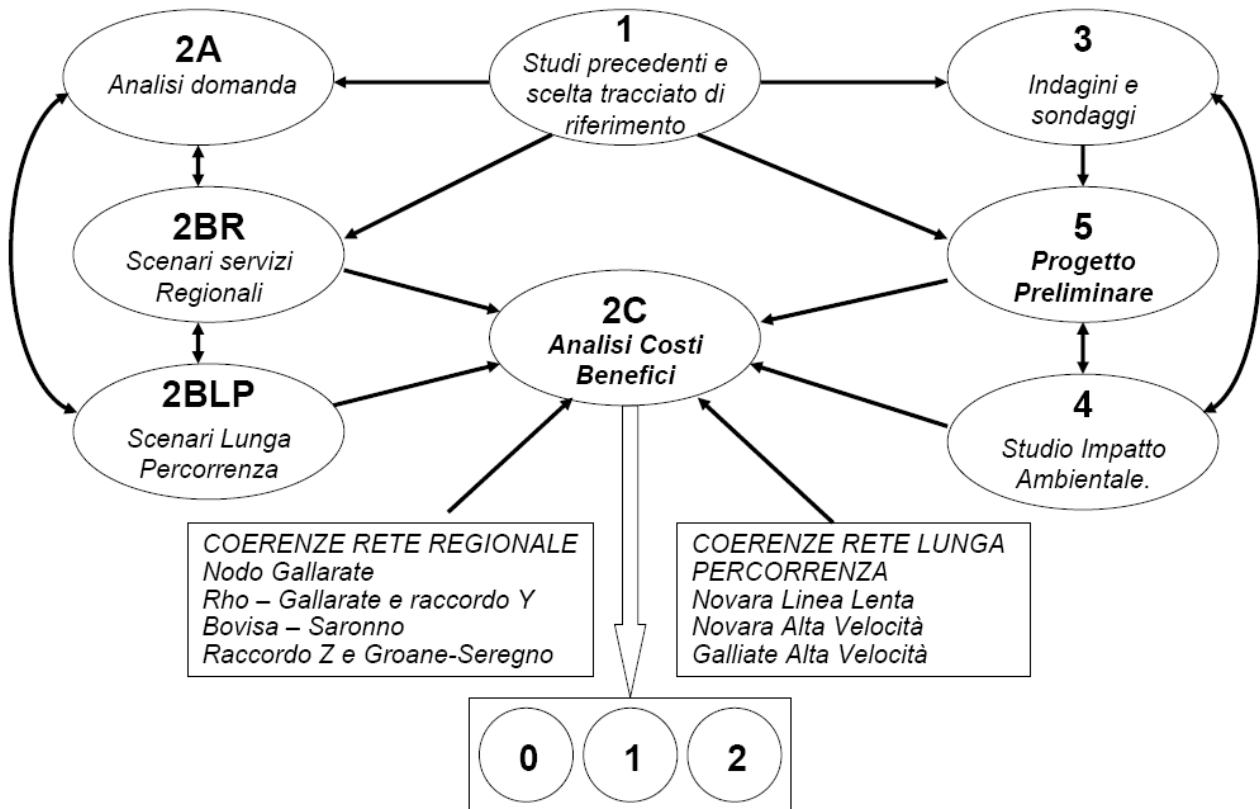 2A
Analisi domanda
1
Studi precedenti e
scelta tracciato di
riferimento
3
Indagini e
sondaggi
2BR
Scenari servizi
Regionali
5
Progetto
Preliminare
2C
Analisi Costi
Benefici
2BLP
Scenari Lunga
Percorrenza
4
Studio Impatto
Ambientale.
COERENZE RETE REGIONALE
Nodo Gallarate
Rho – Gallarate e raccordo Y
Bovisa – Saronno
Raccordo Z e Groane-Seregno
COERENZE RETE LUNGA
PERCORRENZA
Novara Linea Lenta
Novara Alta Velocità
Galliate Alta Velocità
0
1
2